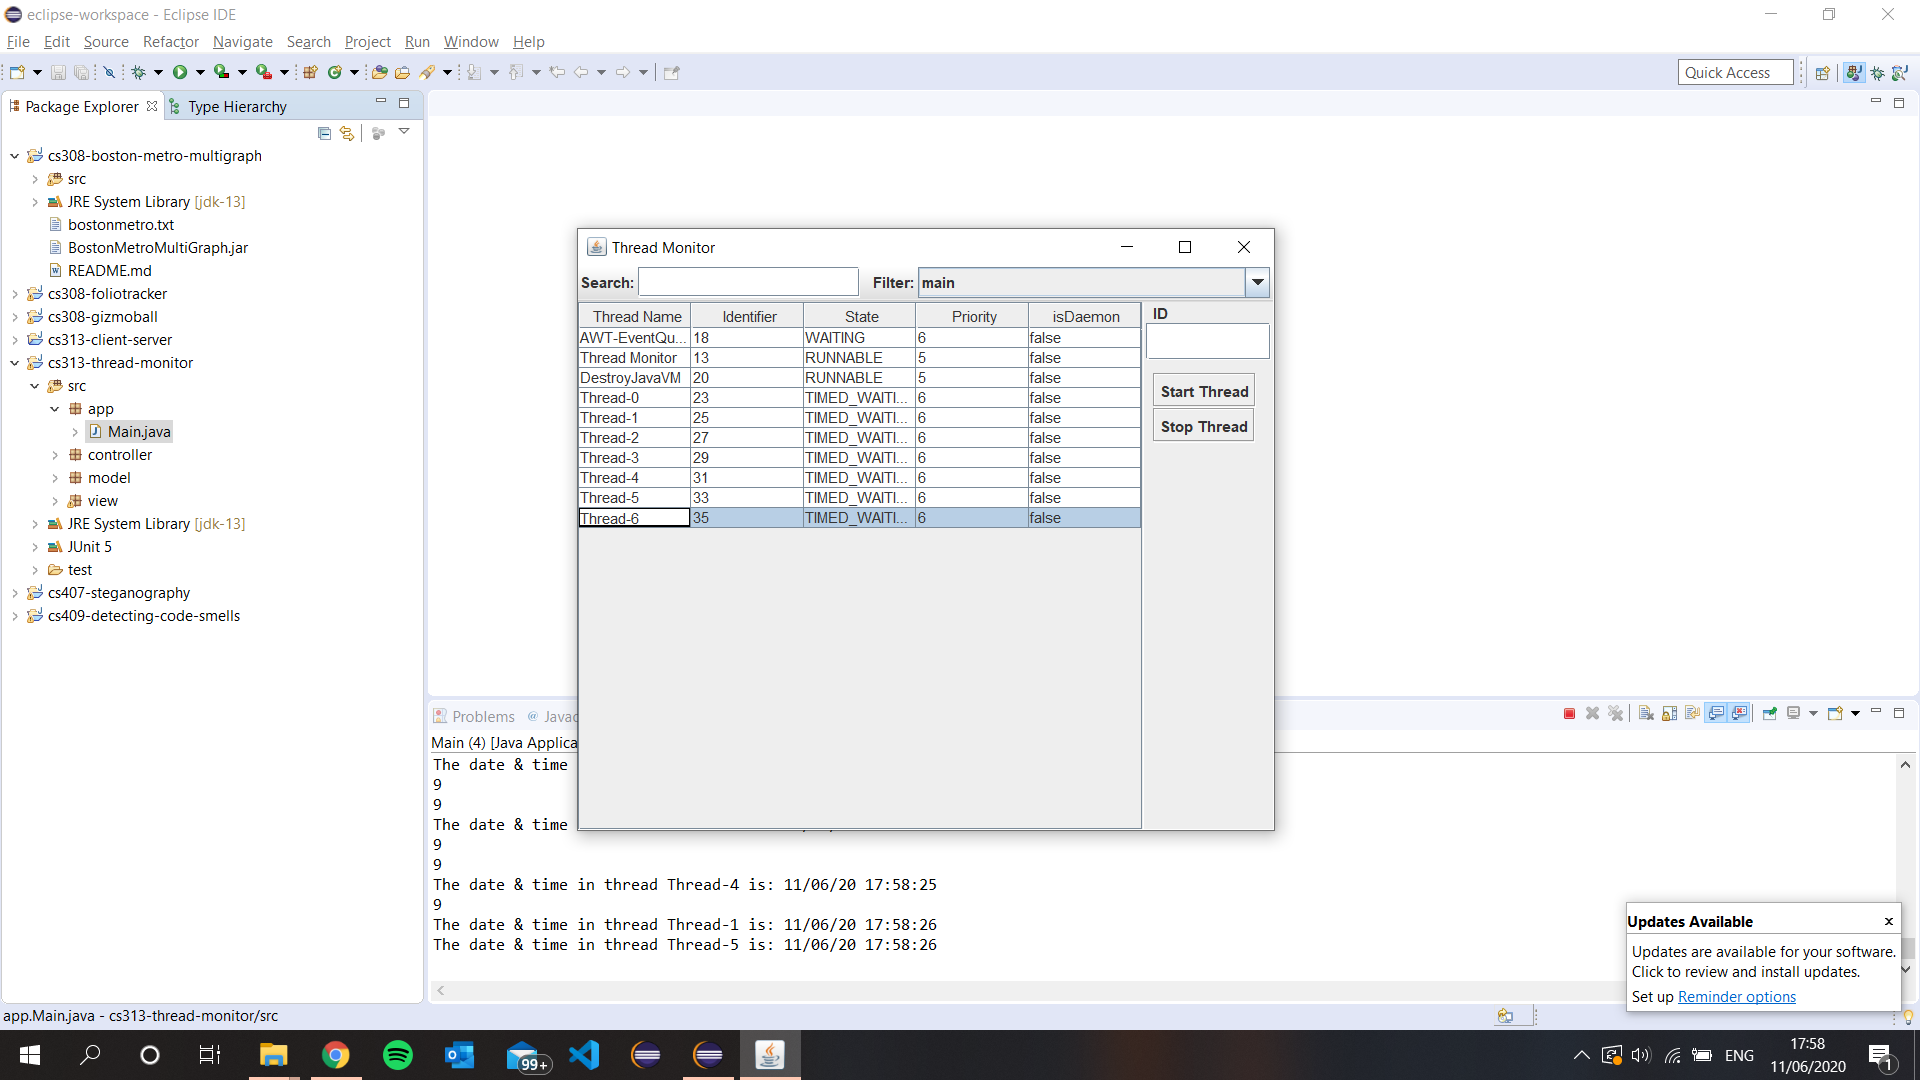 eclipse-workspace - Eclipse IDE
File Edit Source Refactor Navigate Search Project Run Window Help
Quick Access
Package Explorer Type Hierarchy
cs308-boston-metro-multigraph
src
JRE System Library [jdk-13]
bostonmetro.txt
BostonMetroMultiGraph.jar
README.md
cs308-foliotracker
cs308-gizmoball
cs313-client-server
cs313-thread-monitor
src
app
Main.java
controller
model
view
JRE System Library [jdk-13]
JUnit 5
test
cs407-steganography
cs409-detecting-code-smells
Thread Monitor
Search: Filter: main
Thread Name Identifier State Priority isDaemon
AWT-EventQu... 18 WAITING 6 false
Thread Monitor 13 RUNNABLE 5 false
DestroyJavaVM 20 RUNNABLE 5 false
Thread-0 23 TIMED_WAITI... 6 false
Thread-1 25 TIMED_WAITI... 6 false
Thread-2 27 TIMED_WAITI... 6 false
Thread-3 29 TIMED_WAITI... 6 false
Thread-4 31 TIMED_WAITI... 6 false
Thread-5 33 TIMED_WAITI... 6 false
Thread-6 35 TIMED_WAITI... 6 false
ID
Start Thread
Stop Thread
Problems @ Javad
Main (4) [Java Applica
The date & time
9
9
The date & time
9
9
The date & time in thread Thread-4 is: 11/06/20 17:58:25
9
The date & time in thread Thread-1 is: 11/06/20 17:58:26
The date & time in thread Thread-5 is: 11/06/20 17:58:26
Updates Available x
Updates are available for your software.
Click to review and install updates.
Set up Reminder options
app.Main.java - cs313-thread-monitor/src
99+
ENG
17:58
11/06/2020
1